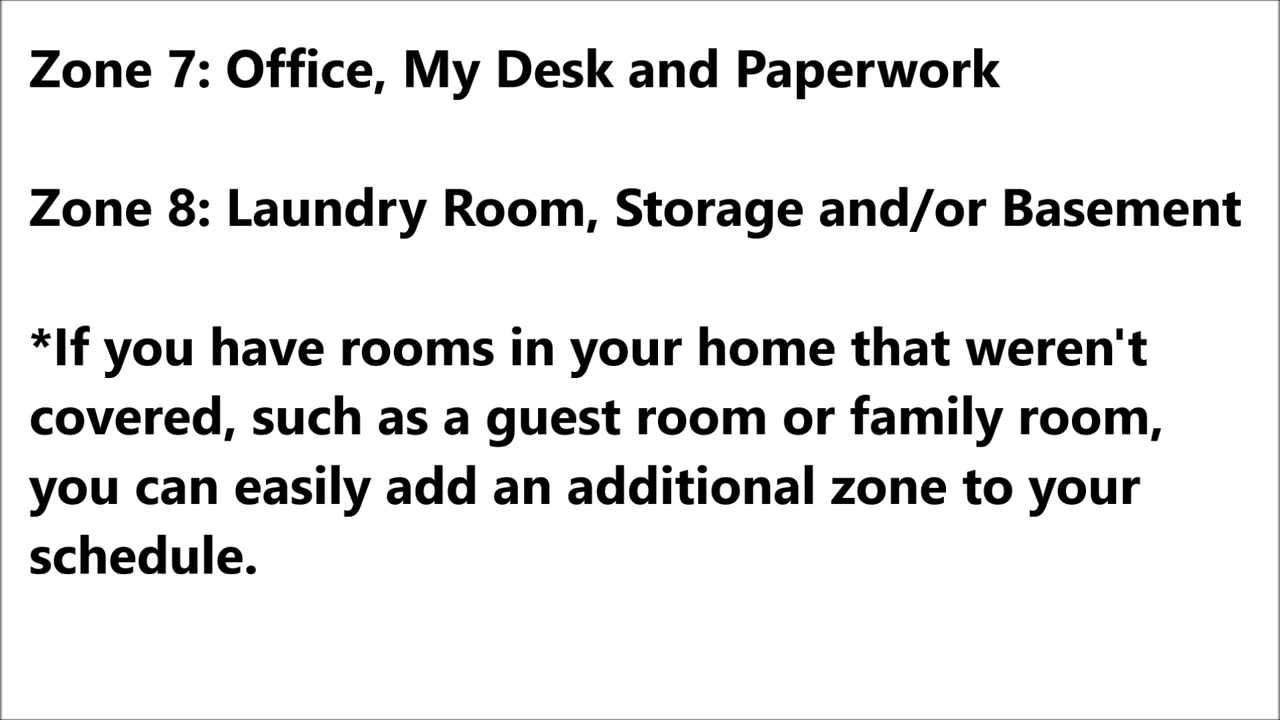 Zone 7: Office, My Desk and Paperwork
Zone 8: Laundry Room, Storage and/or Basement
*If you have rooms in your home that weren't
covered, such as a guest room or family room,
you can easily add an additional zone to your
schedule.